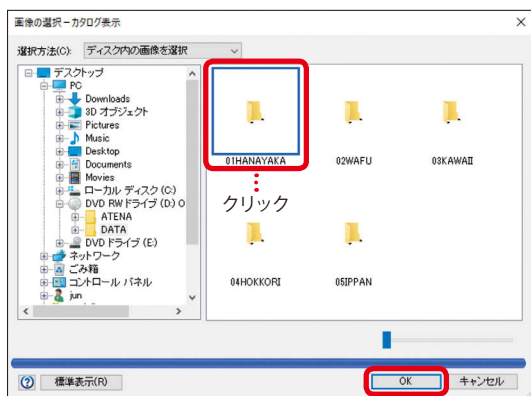 画像の選択－カタログ表示
選択方法(C): ディスク内の画像を選択
デスクトップ
PC
Downloads
3D オブジェクト
Pictures
Music
Desktop
Documents
Movies
ローカル ディスク (C:)
DVD RWドライブ (D:) O
ATENA
DATA
DVD ドライブ (E:)
ネットワーク
ごみ箱
コントロール パネル
jun
01HANAYAKA
02WAFU
03KAWAII
クリック
04HOKKORI
05IPPAN
標準表示(R)
OK
キャンセル